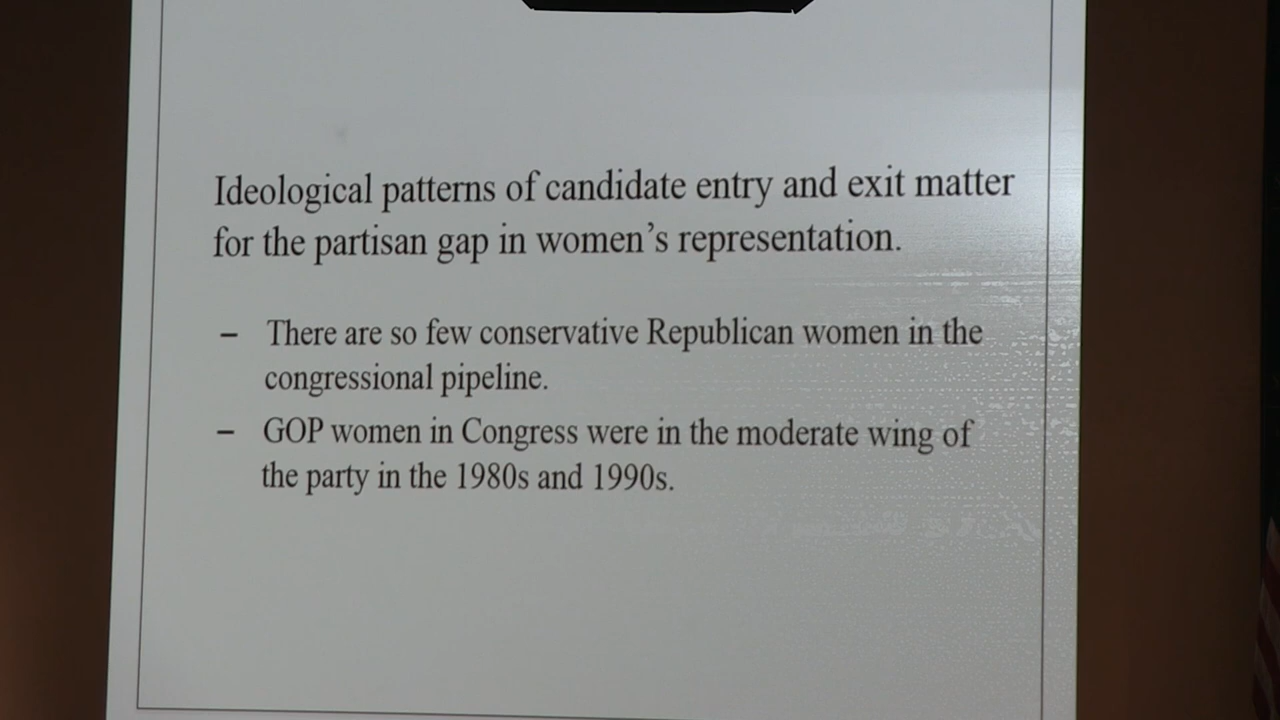 Ideological patterns of candidate entry and exit matter
for the partisan gap in women's representation.
– There are so few conservative Republican women in the
congressional pipeline.
– GOP women in Congress were in the moderate wing of
the party in the 1980s and 1990s.